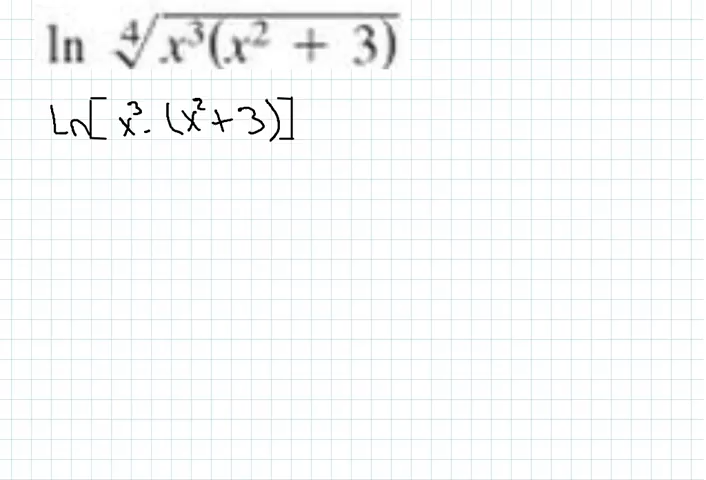 ln ∜x³(x² + 3)
Ln[x³·(x²+3)]